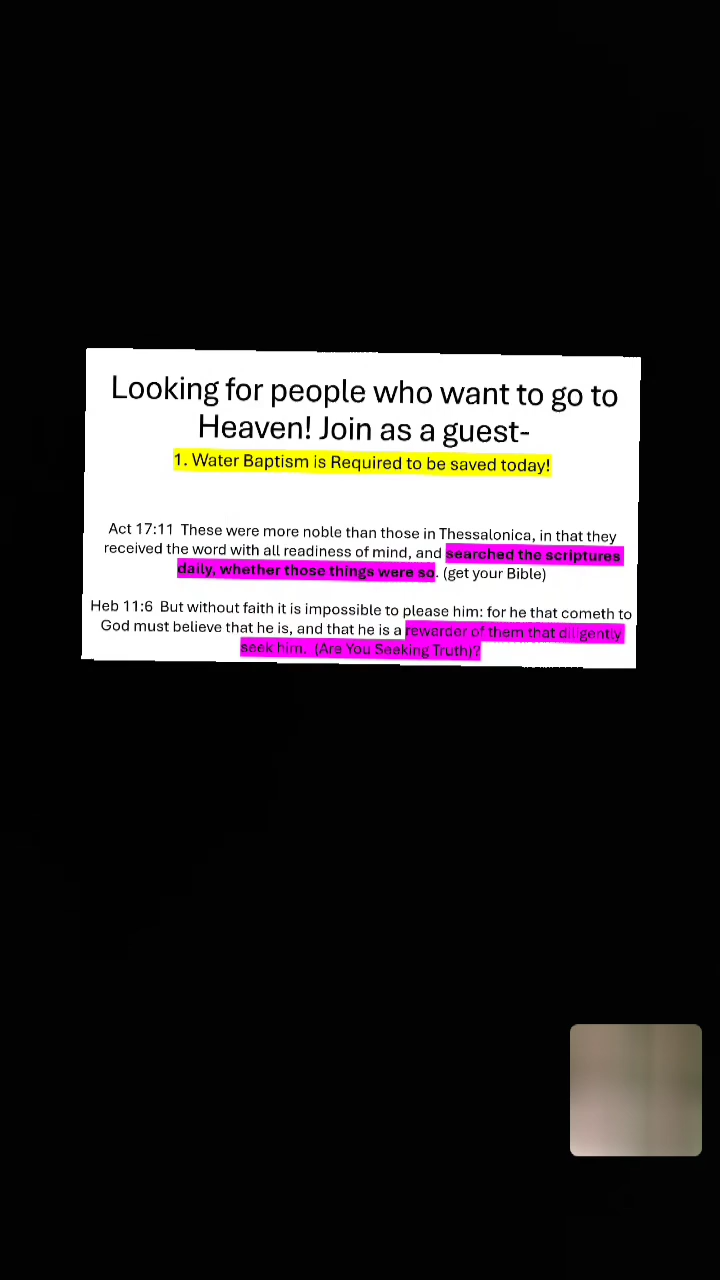 Looking for people who want to go to
Heaven! Join as a guest-
1. Water Baptism is Required to be saved today!
Act 17:11 These were more noble than those in Thessalonica, in that they
received the word with all readiness of mind, and searched the scriptures
daily, whether those things were so. (get your Bible)
Heb 11:6 But without faith it is impossible to please him: for he that cometh to
God must believe that he is, and that he is a rewarder of them that diligently
seek him. (Are You Seeking Truth)?